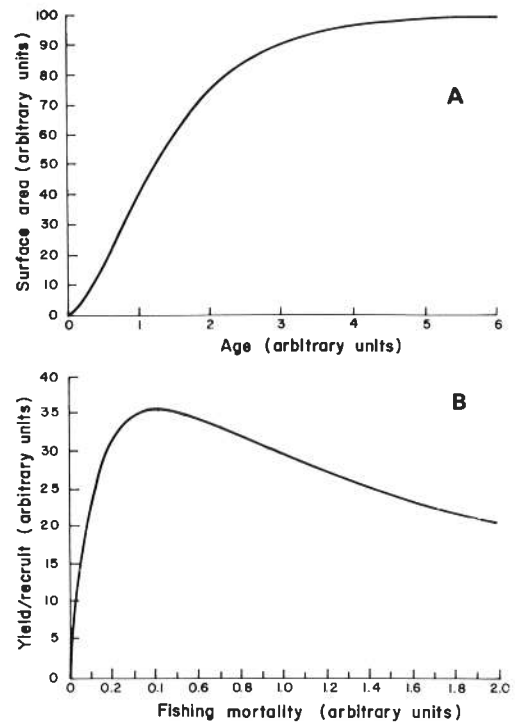 100
90
80
70
60
50
40
30
20
10
0
Surface area (arbitrary units)
A
0 1 2 3 4 5 6
Age (arbitrary units)
40
35
30
25
20
15
10
5
0
Yield/recruit (arbitrary units)
B
0 0.2 0.4 0.6 0.8 1.0 1.2 1.4 1.6 1.8 2.0
Fishing mortality (arbitrary units)